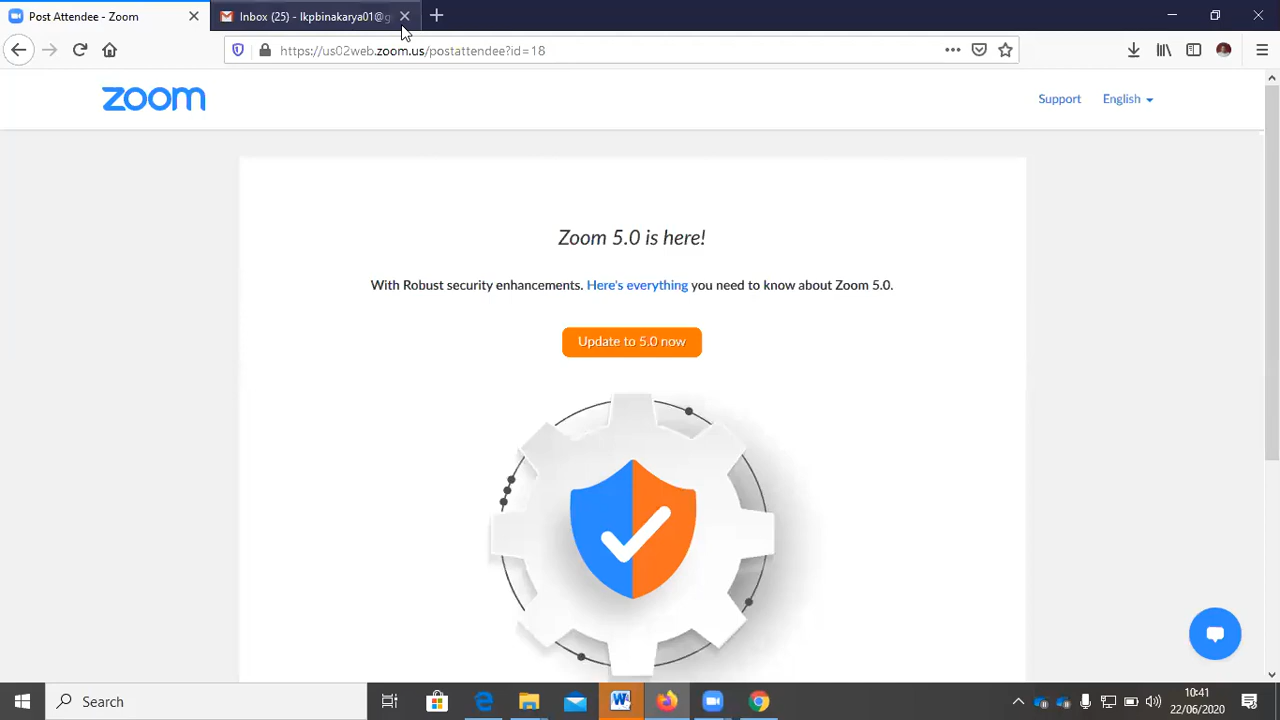 Post Attendee - Zoom
Inbox (25) - lkpbinakarya01@g
https://us02web.zoom.us/postattendee?id=18
zoom
Support
English
Zoom 5.0 is here!
With Robust security enhancements. Here's everything you need to know about Zoom 5.0.
Update to 5.0 now
Search
10:41
22/06/2020